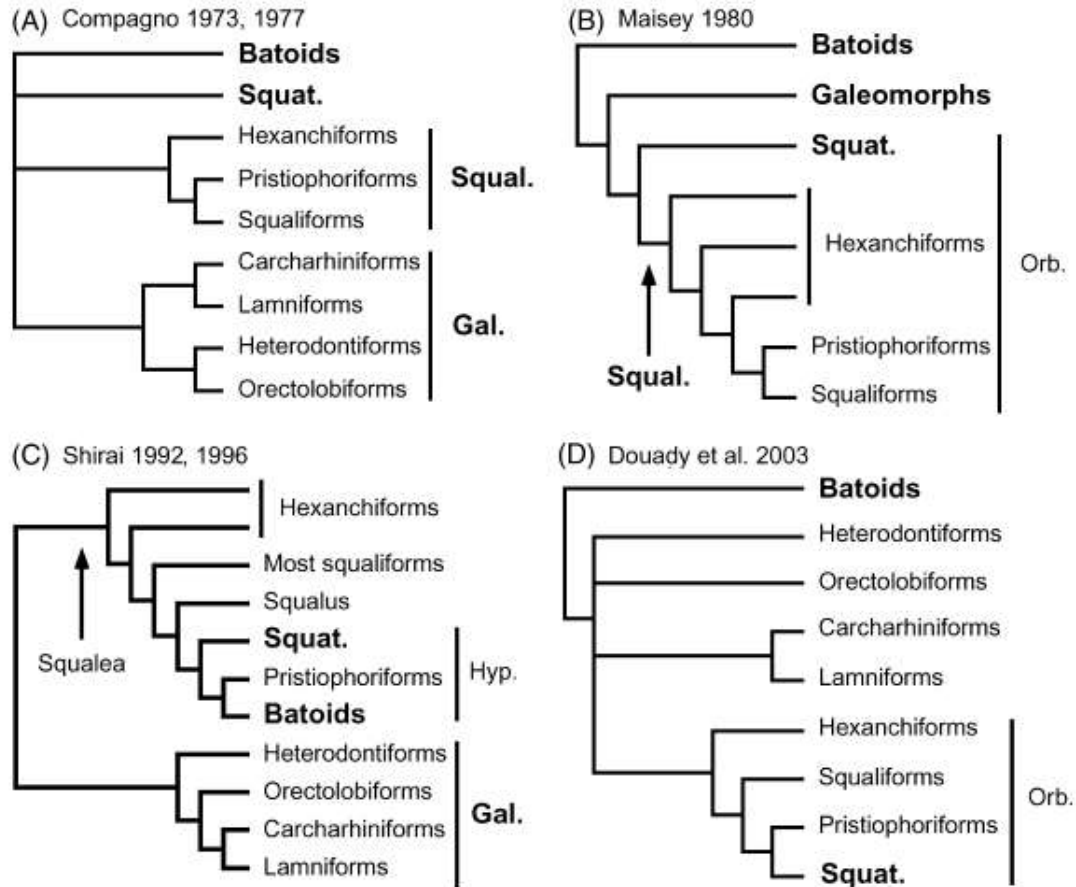 (A) Compagno 1973, 1977
Batoids
Squat.
Hexanchiforms
Pristiophoriforms
Squaliforms
Squal.
Carcharhiniforms
Lamniforms
Heterodontiforms
Orectolobiforms
Gal.
(B) Maisey 1980
Batoids
Galeomorphs
Squat.
Hexanchiforms
Pristiophoriforms
Squaliforms
Orb.
Squal.
(C) Shirai 1992, 1996
Hexanchiforms
Most squaliforms
Squalus
Squat.
Pristiophoriforms
Batoids
Hyp.
Squalea
Heterodontiforms
Orectolobiforms
Carcharhiniforms
Lamniforms
Gal.
(D) Douady et al. 2003
Batoids
Heterodontiforms
Orectolobiforms
Carcharhiniforms
Lamniforms
Hexanchiforms
Squaliforms
Pristiophoriforms
Squat.
Orb.